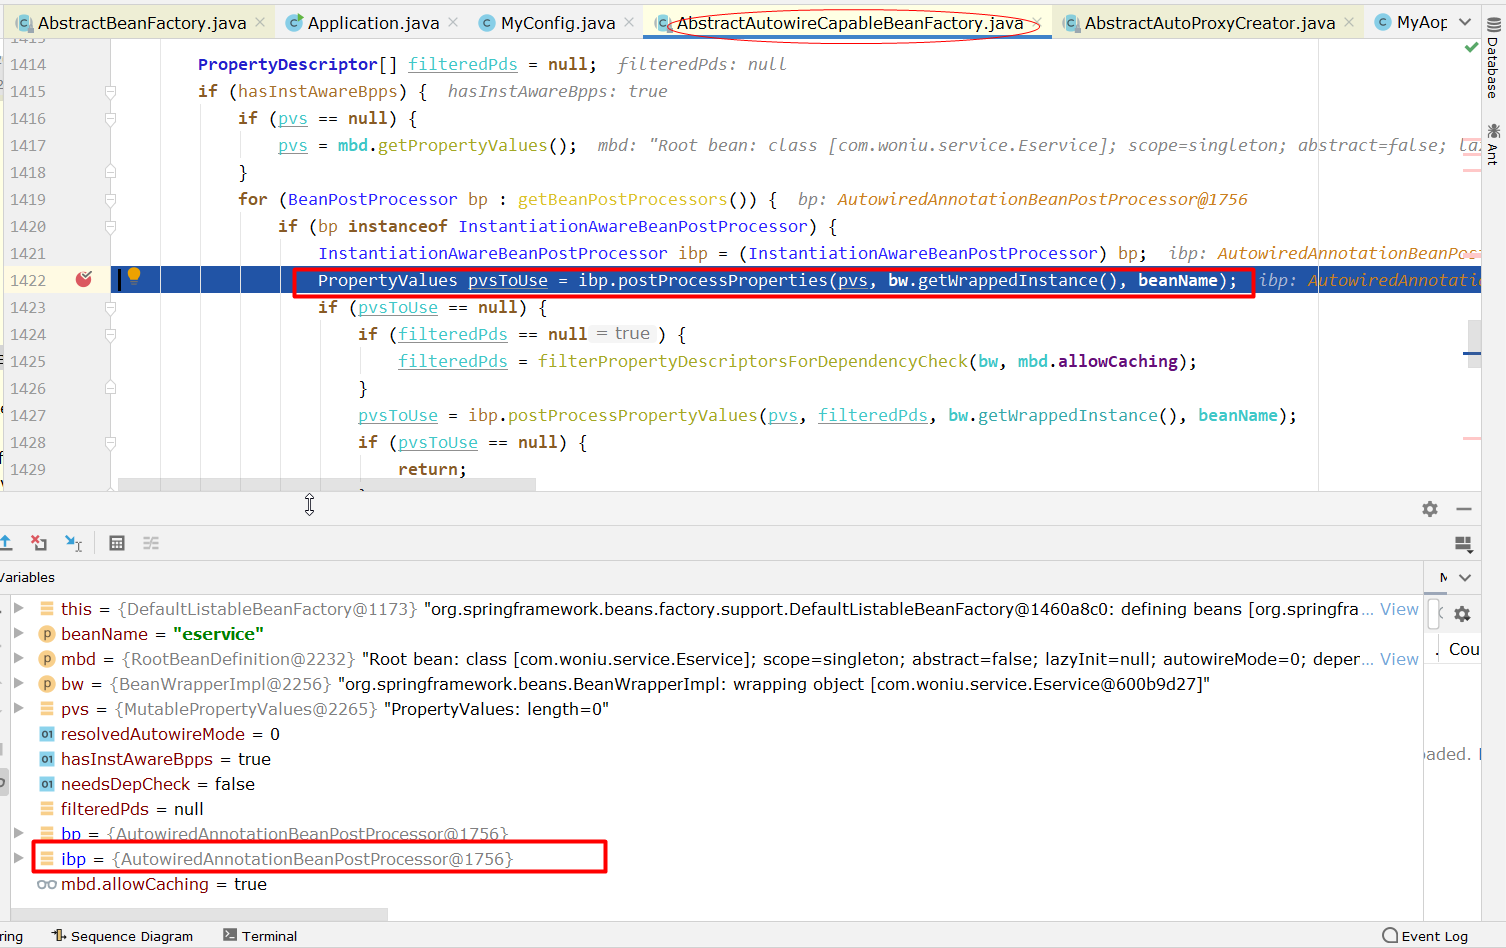 AbstractBeanFactory.java × Application.java × MyConfig.java × AbstractAutowireCapableBeanFactory.java × AbstractAutoProxyCreator.java × MyAop
1414 PropertyDescriptor[] filteredPds = null; filteredPds: null
1415 if (hasInstAwareBpps) { hasInstAwareBpps: true
1416 if (pvs == null) {
1417 pvs = mbd.getPropertyValues(); mbd: "Root bean: class [com.woniu.service.Eservice]; scope=singleton; abstract=false; la
1418 }
1419 for (BeanPostProcessor bp : getBeanPostProcessors()) { bp: AutowiredAnnotationBeanPostProcessor@1756
1420 if (bp instanceof InstantiationAwareBeanPostProcessor) {
1421 InstantiationAwareBeanPostProcessor ibp = (InstantiationAwareBeanPostProcessor) bp; ibp: AutowiredAnnotationBeanPos
1422 PropertyValues pvsToUse = ibp.postProcessProperties(pvs, bw.getWrappedInstance(), beanName); ibp: AutowiredAnnotati
1423 if (pvsToUse == null) {
1424 if (filteredPds == null = true ) {
1425 filteredPds = filterPropertyDescriptorsForDependencyCheck(bw, mbd.allowCaching);
1426 }
1427 pvsToUse = ibp.postProcessPropertyValues(pvs, filteredPds, bw.getWrappedInstance(), beanName);
1428 if (pvsToUse == null) {
1429 return;
Database
Ant
Variables
this = {DefaultListableBeanFactory@1173} "org.springframework.beans.factory.support.DefaultListableBeanFactory@1460a8c0: defining beans [org.springfra... View
beanName = "eservice"
mbd = {RootBeanDefinition@2232} "Root bean: class [com.woniu.service.Eservice]; scope=singleton; abstract=false; lazyInit=null; autowireMode=0; deper... View
bw = {BeanWrapperImpl@2256} "org.springframework.beans.BeanWrapperImpl: wrapping object [com.woniu.service.Eservice@600b9d27]"
pvs = {MutablePropertyValues@2265} "PropertyValues: length=0"
01 resolvedAutowireMode = 0
01 hasInstAwareBpps = true
01 needsDepCheck = false
filteredPds = null
bp = {AutowiredAnnotationBeanPostProcessor@1756}
ibp = {AutowiredAnnotationBeanPostProcessor@1756}
mbd.allowCaching = true
Cou
oaded.
ring Sequence Diagram Terminal Event Log